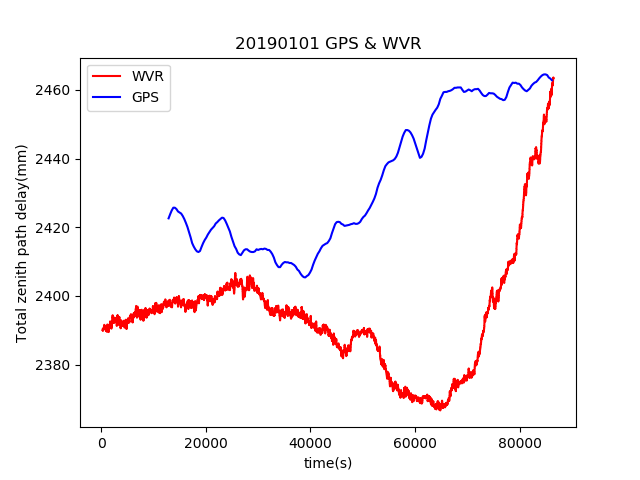 20190101 GPS & WVR
WVR
GPS
Total zenith path delay(mm)
2460
2440
2420
2400
2380
0 20000 40000 60000 80000
time(s)